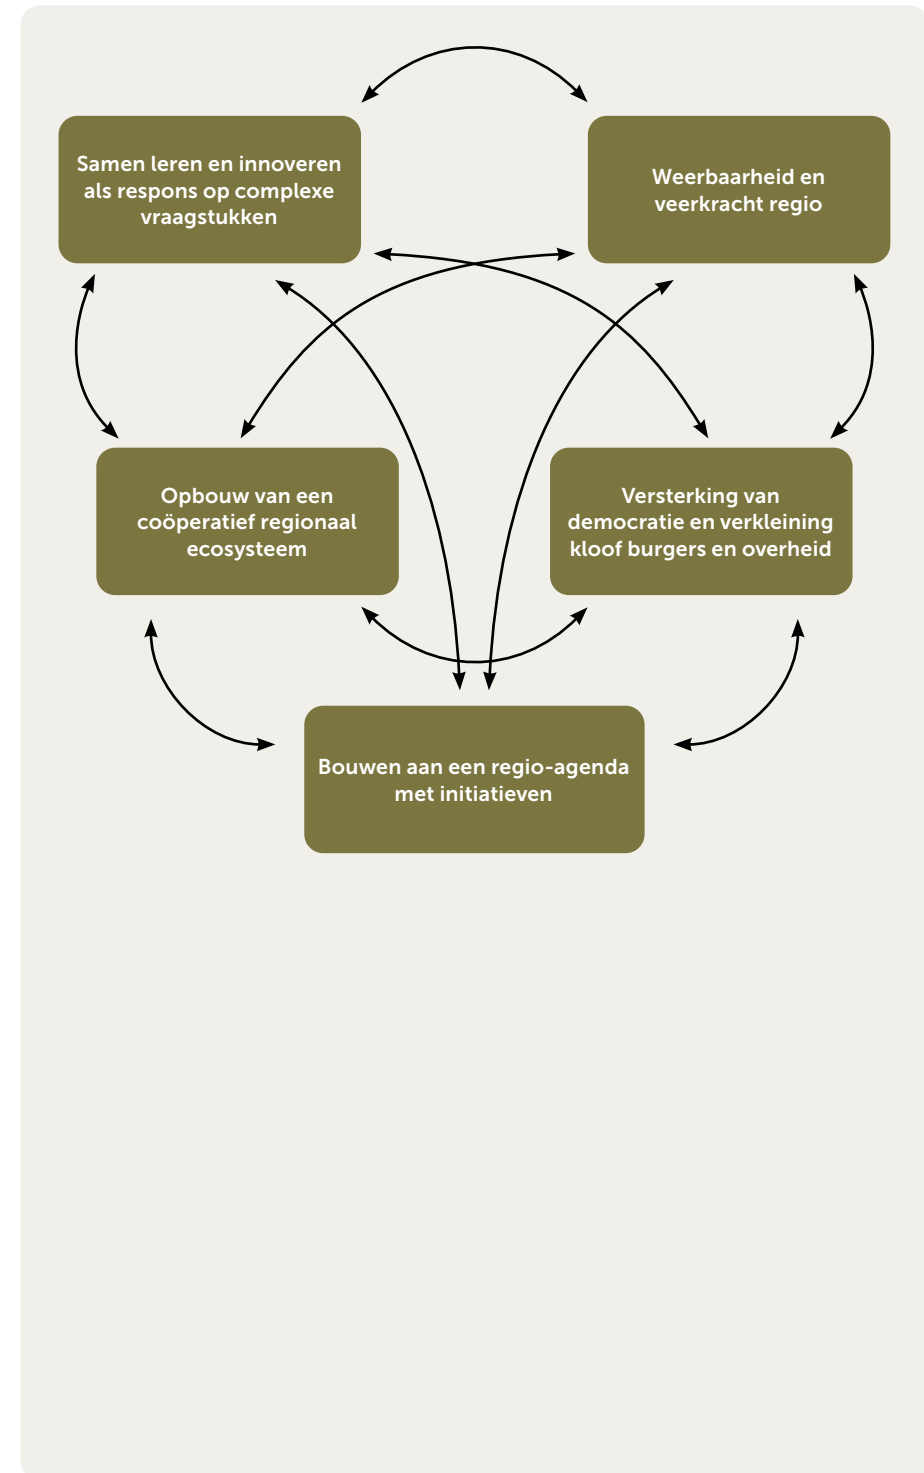 Samen leren en innoveren
als respons op complexe
vraagstukken
Weerbaarheid en
veerkracht regio
Opbouw van een
coöperatief regionaal
ecosysteem
Versterking van
democratie en verkleining
kloof burgers en overheid
Bouwen aan een regio-agenda
met initiatieven